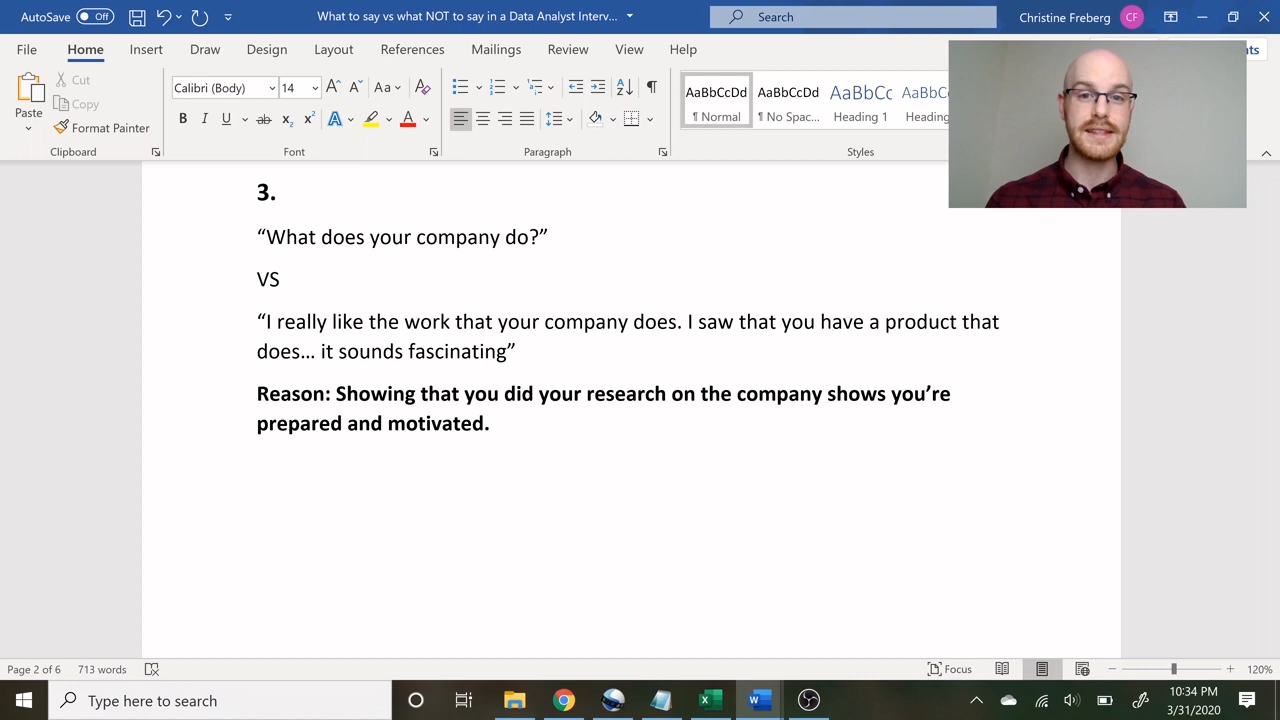 AutoSave Off What to say vs what NOT to say in a Data Analyst Interv... Search Christine Freberg CF
File Home Insert Draw Design Layout References Mailings Review View Help
Paste Cut Copy Format Painter
Calibri (Body) 14
AaBbCcDd AaBbCcDd AaBbCc AaBbC
¶ Normal ¶ No Spac... Heading 1 Heading
Clipboard Font Paragraph Styles
3.
“What does your company do?”
VS
“I really like the work that your company does. I saw that you have a product that
does... it sounds fascinating”
Reason: Showing that you did your research on the company shows you’re
prepared and motivated.
Page 2 of 6 713 words Focus 120%
Type here to search 10:34 PM
3/31/2020